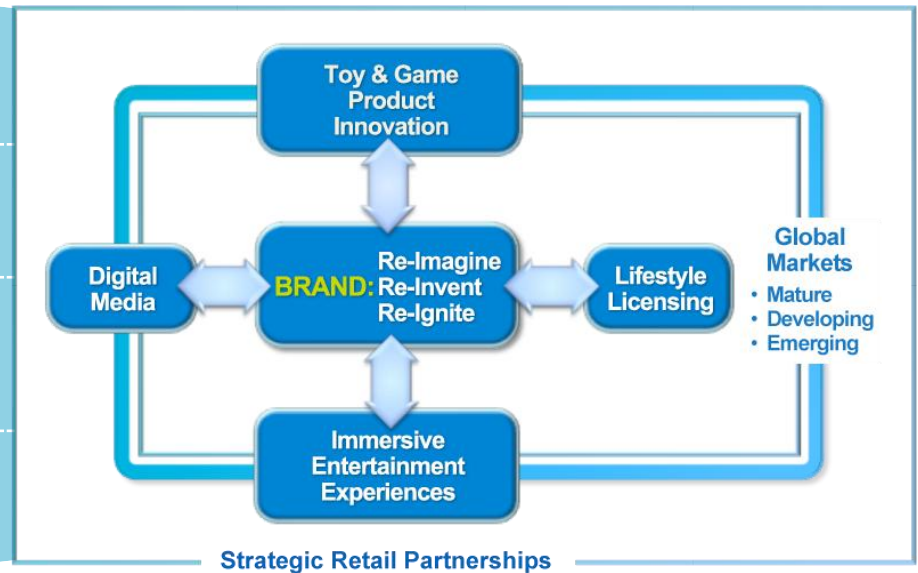 Toy & Game
Product
Innovation
Digital
Media
BRAND:
Re-Imagine
Re-Invent
Re-Ignite
Lifestyle
Licensing
Global
Markets
• Mature
• Developing
• Emerging
Immersive
Entertainment
Experiences
Strategic Retail Partnerships